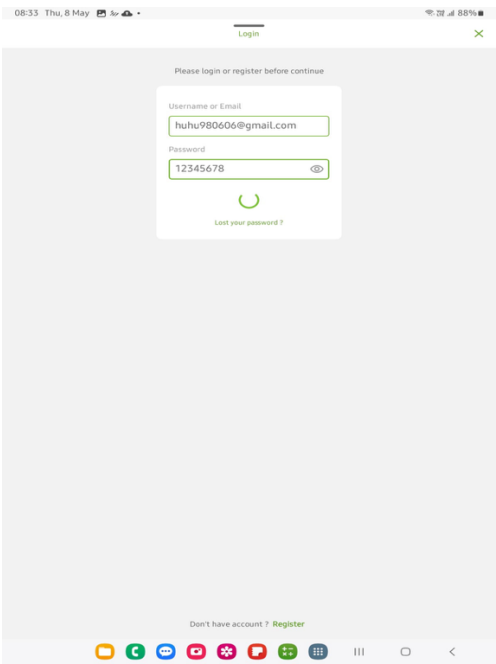 08:33 Thu, 8 May
88%
Login
Please login or register before continue
Username or Email
huhu980606@gmail.com
Password
12345678
Lost your password ?
Don't have account ? Register